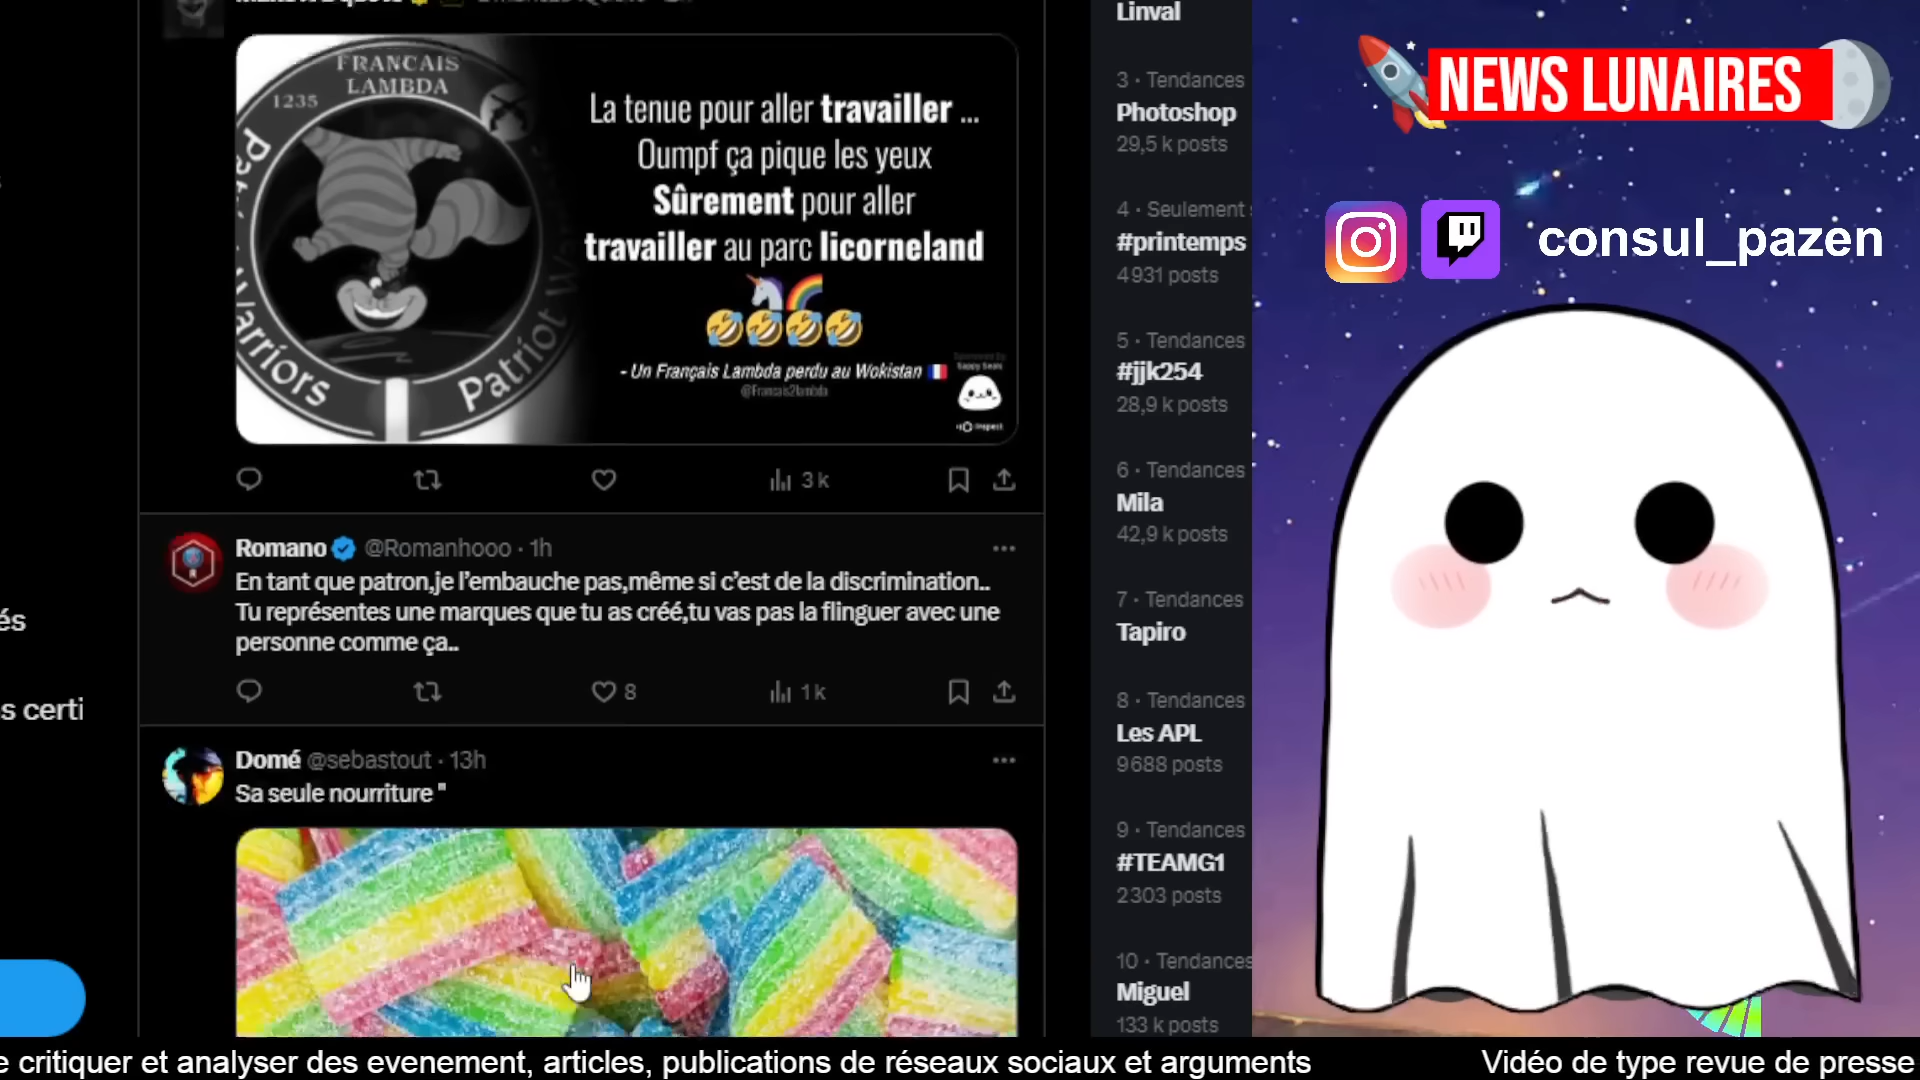 FRANCAIS
LAMBDA
1235
Warriors
Patriot
La tenue pour aller travailler ...
Oumpf ça pique les yeux
Sûrement pour aller
travailler au parc licorneland
- Un Français Lambda perdu au Wokistan
@Francais2lambda
3 k
Romano @Romanhooo · 1h
En tant que patron,je l'embauche pas,même si c'est de la discrimination..
Tu représentes une marques que tu as créé,tu vas pas la flinguer avec une
personne comme ça..
8
1 k
Domé @sebastout · 13h
Sa seule nourriture "
és
s certi
Linval
3 · Tendances
Photoshop
29,5 k posts
4 · Seulement
#printemps
4 931 posts
5 · Tendances
#jjk254
28,9 k posts
6 · Tendances
Mila
42,9 k posts
7 · Tendances
Tapiro
8 · Tendances
Les APL
9 688 posts
9 · Tendances
#TEAMG1
2 303 posts
10 · Tendances
Miguel
133 k posts
NEWS LUNAIRES
consul_pazen
e critiquer et analyser des evenement, articles, publications de réseaux sociaux et arguments
Vidéo de type revue de presse